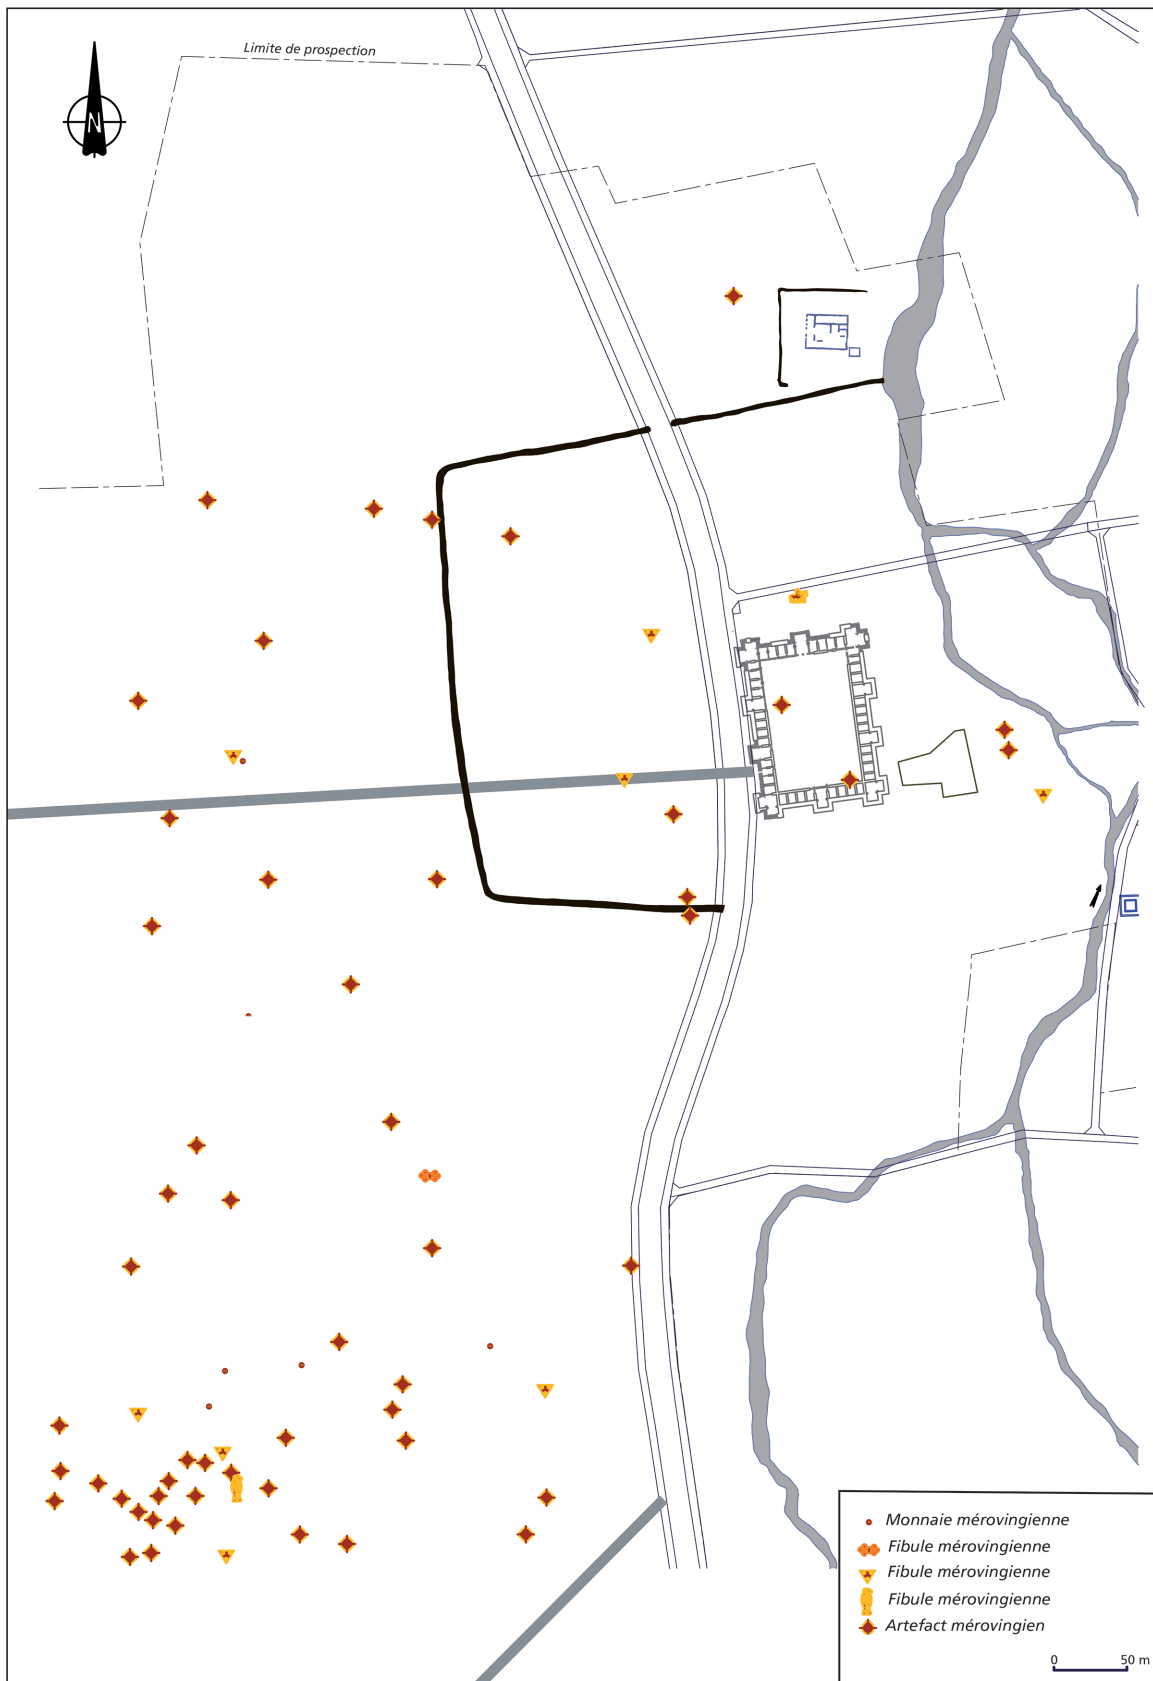 Limite de prospection
N
Monnaie mérovingienne
Fibule mérovingienne
Fibule mérovingienne
Fibule mérovingienne
Artefact mérovingien
0 50 m